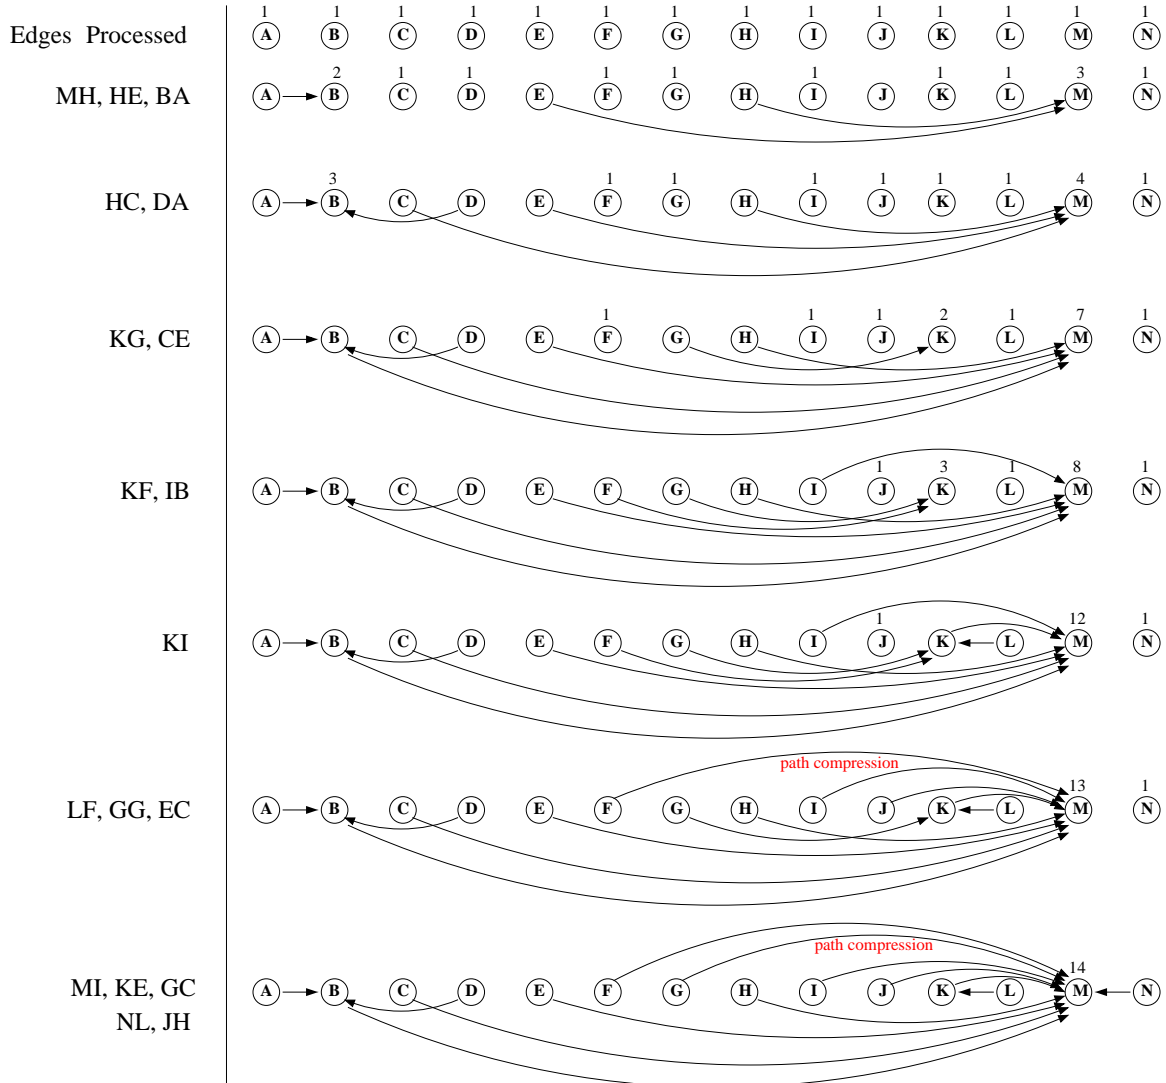 1 1 1 1 1 1 1 1 1 1 1 1 1 1
Edges Processed A B C D E F G H I J K L M N
2 1 1 1 1 1 1 1 3 1
MH, HE, BA A B C D E F G H I J K L M N
3 1 1 1 1 1 1 4 1
HC, DA A B C D E F G H I J K L M N
1 1 1 2 1 7 1
KG, CE A B C D E F G H I J K L M N
1 3 1 8 1
KF, IB A B C D E F G H I J K L M N
1 12 1
KI A B C D E F G H I J K L M N
path compression
13 1
LF, GG, EC A B C D E F G H I J K L M N
path compression
14
MI, KE, GC A B C D E F G H I J K L M N
NL, JH